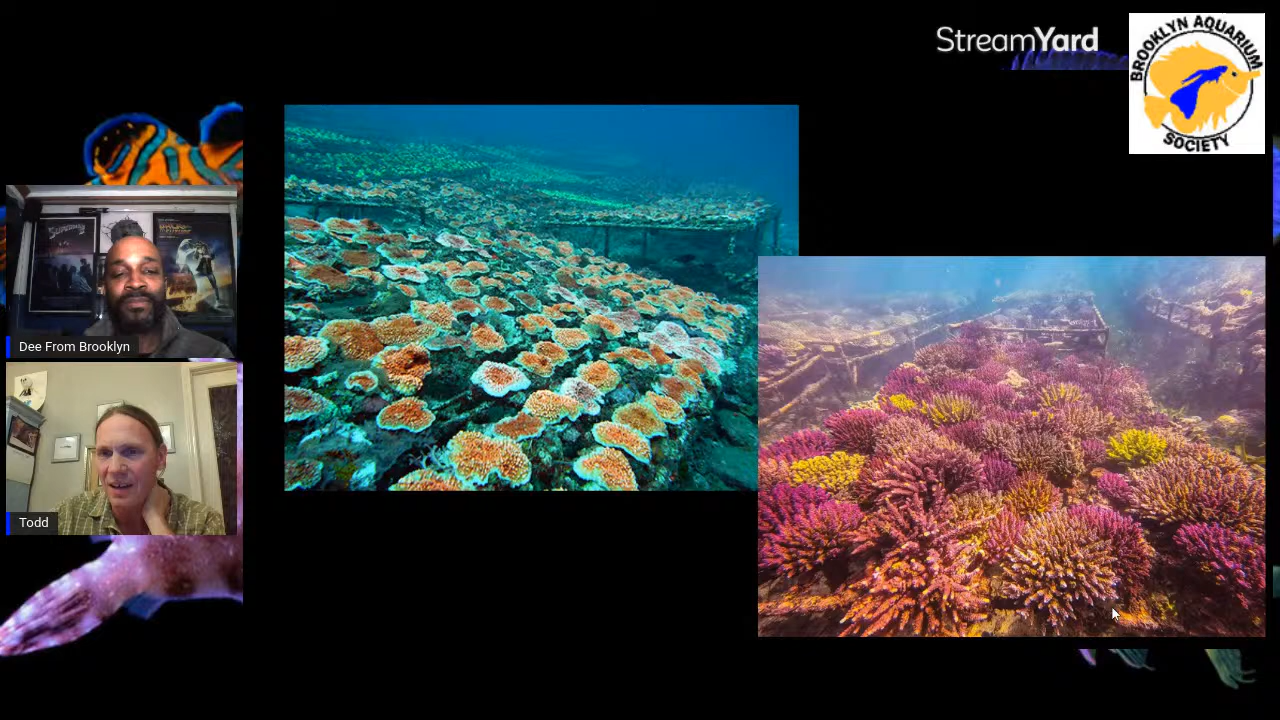 StreamYard
BROOKLYN AQUARIUM
SOCIETY
Dee From Brooklyn
Todd